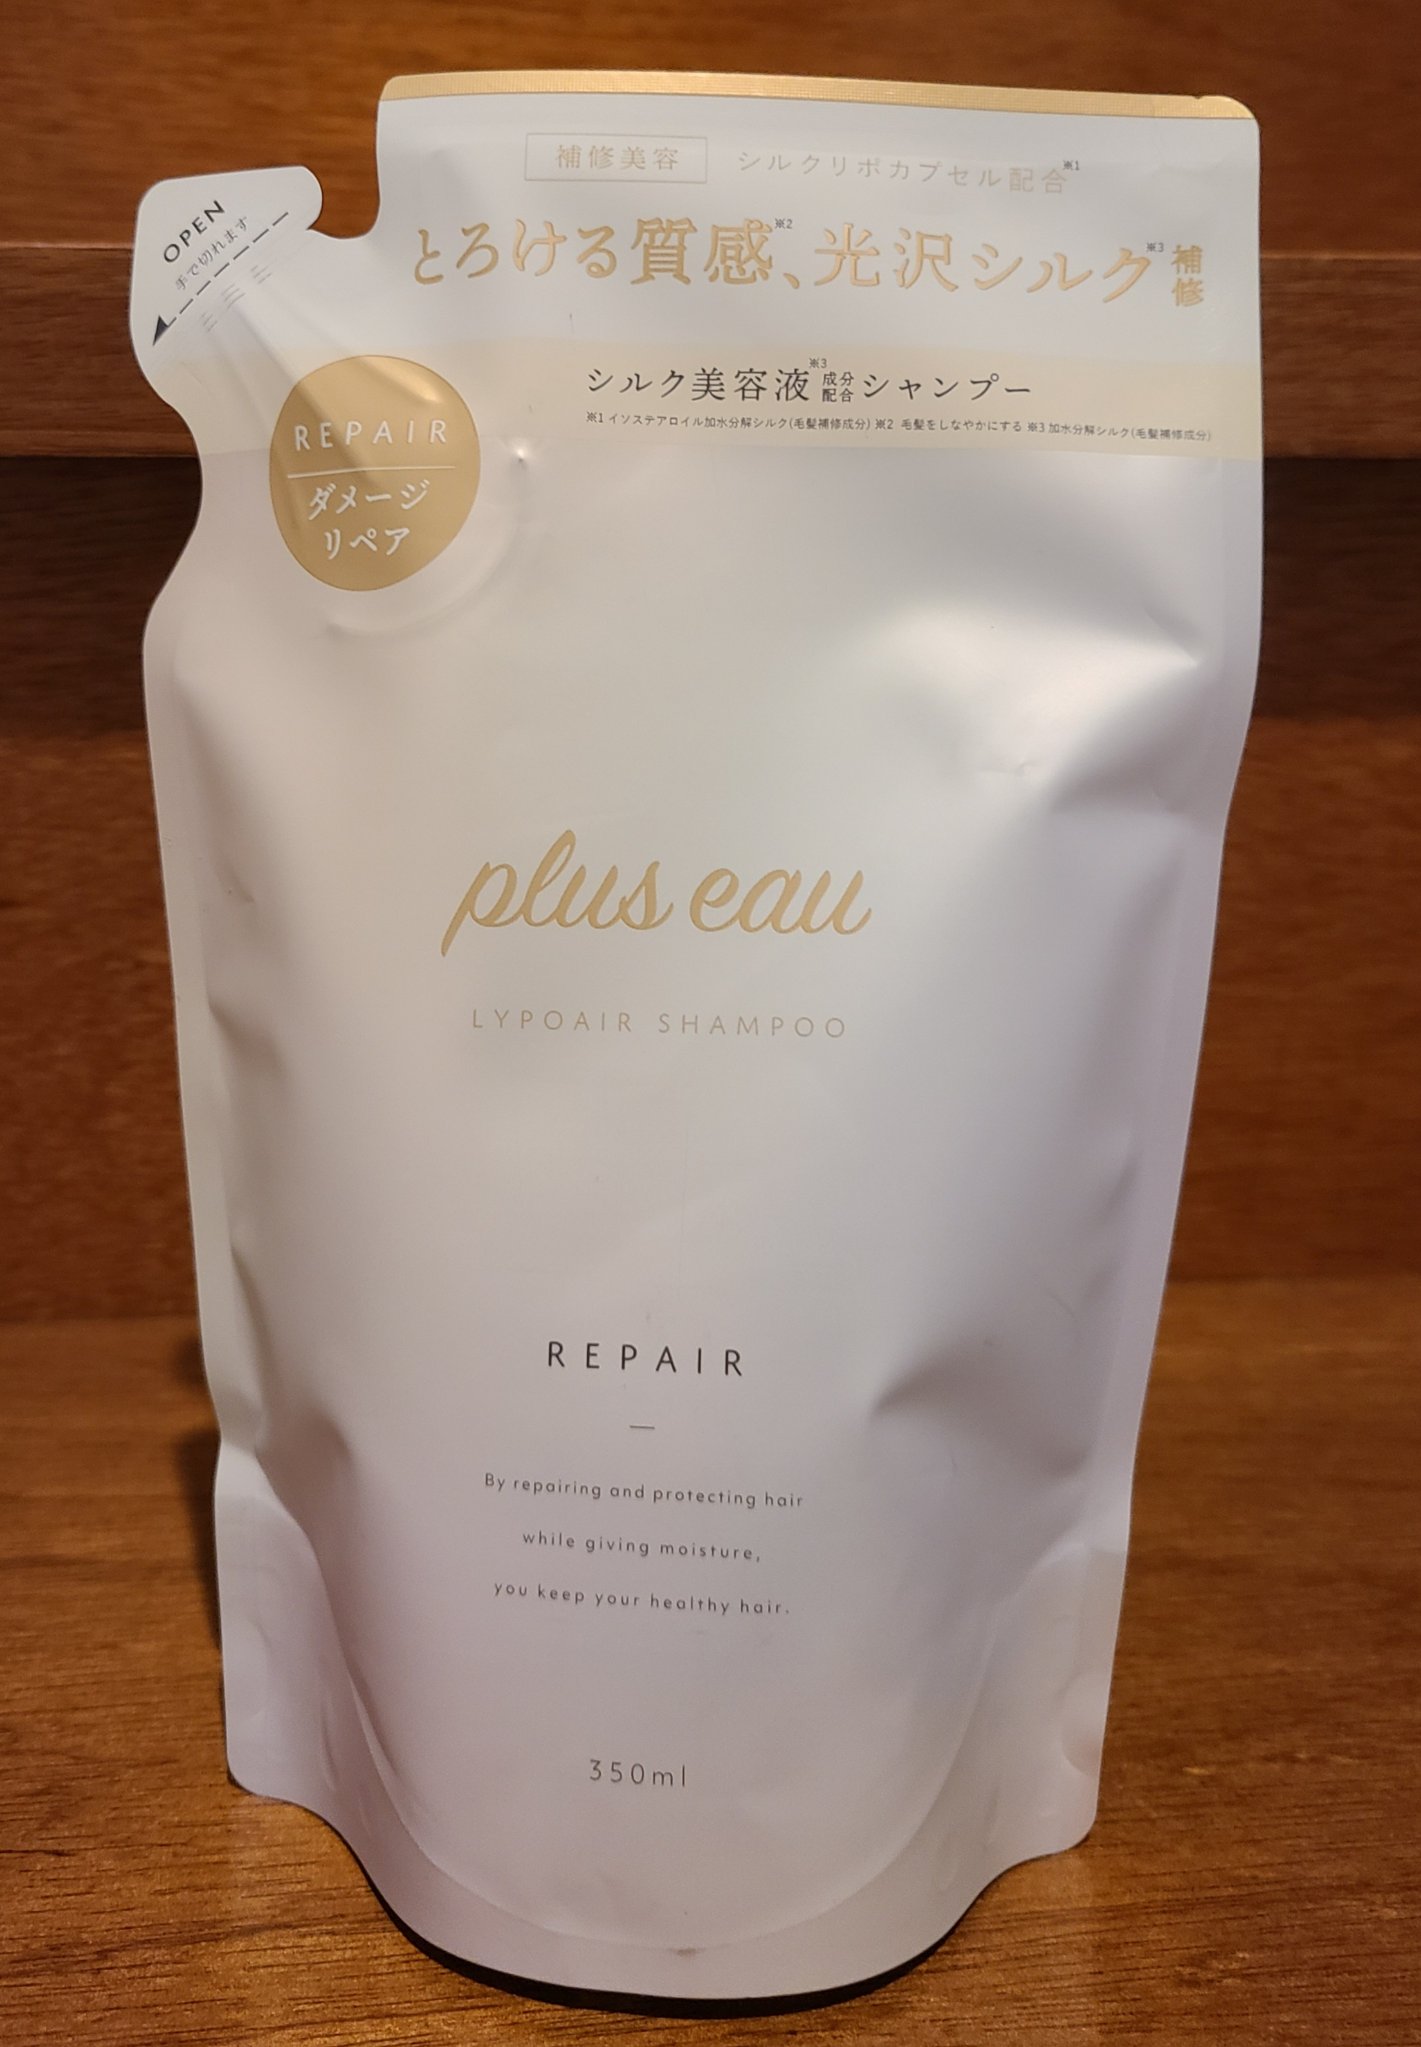 補修美容 シルクリポカプセル配合※1
とろける質感※2、光沢シルク※3補修
OPEN
手で切れます
シルク美容液※3成分配合シャンプー
※1 イソステアロイル加水分解シルク(毛髪補修成分) ※2 毛髪をしなやかにする ※3 加水分解シルク(毛髪補修成分)
REPAIR
ダメージ
リペア
plus eau
LYPOAIR SHAMPOO
REPAIR
By repairing and protecting hair
while giving moisture,
you keep your healthy hair.
350ml